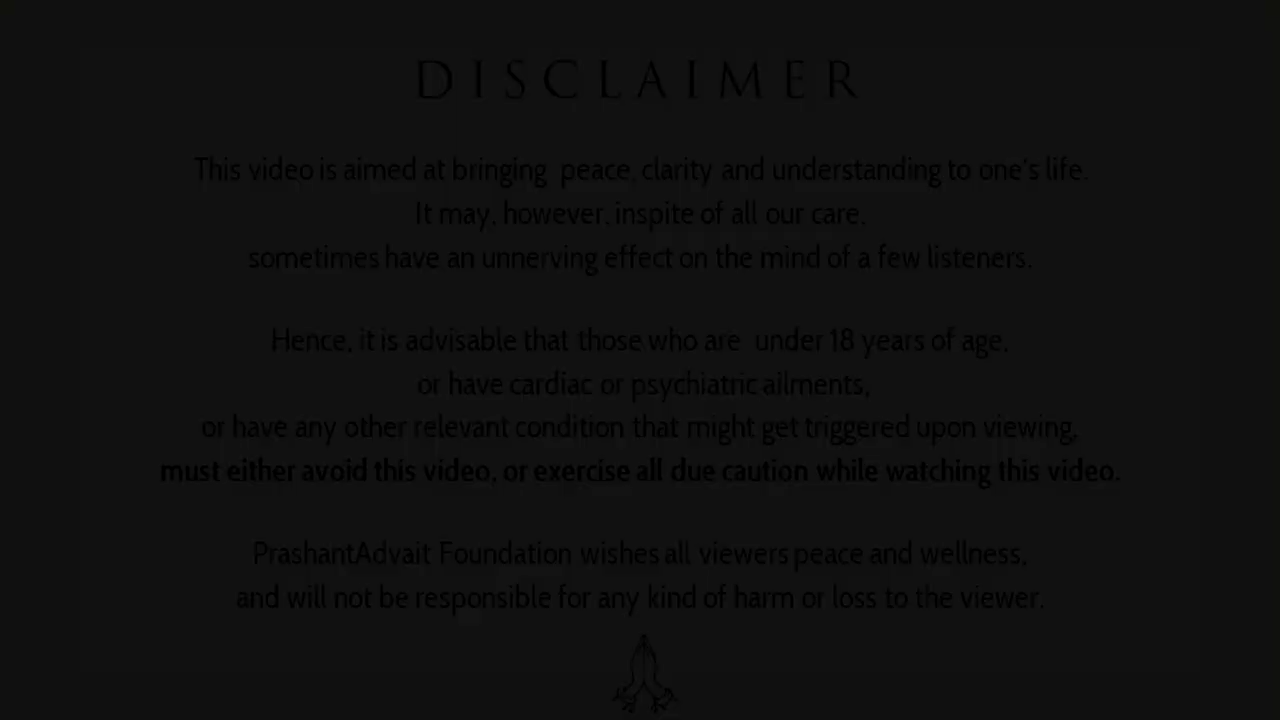 DISCLAIMER
This video is aimed at bringing peace, clarity and understanding to one's life.
It may, however, inspite of all our care,
sometimes have an unnerving effect on the mind of a few listeners.
Hence, it is advisable that those who are under 18 years of age,
or have cardiac or psychiatric ailments,
or have any other relevant condition that might get triggered upon viewing,
must either avoid this video, or exercise all due caution while watching this video.
PrashantAdvait Foundation wishes all viewers peace and wellness,
and will not be responsible for any kind of harm or loss to the viewer.